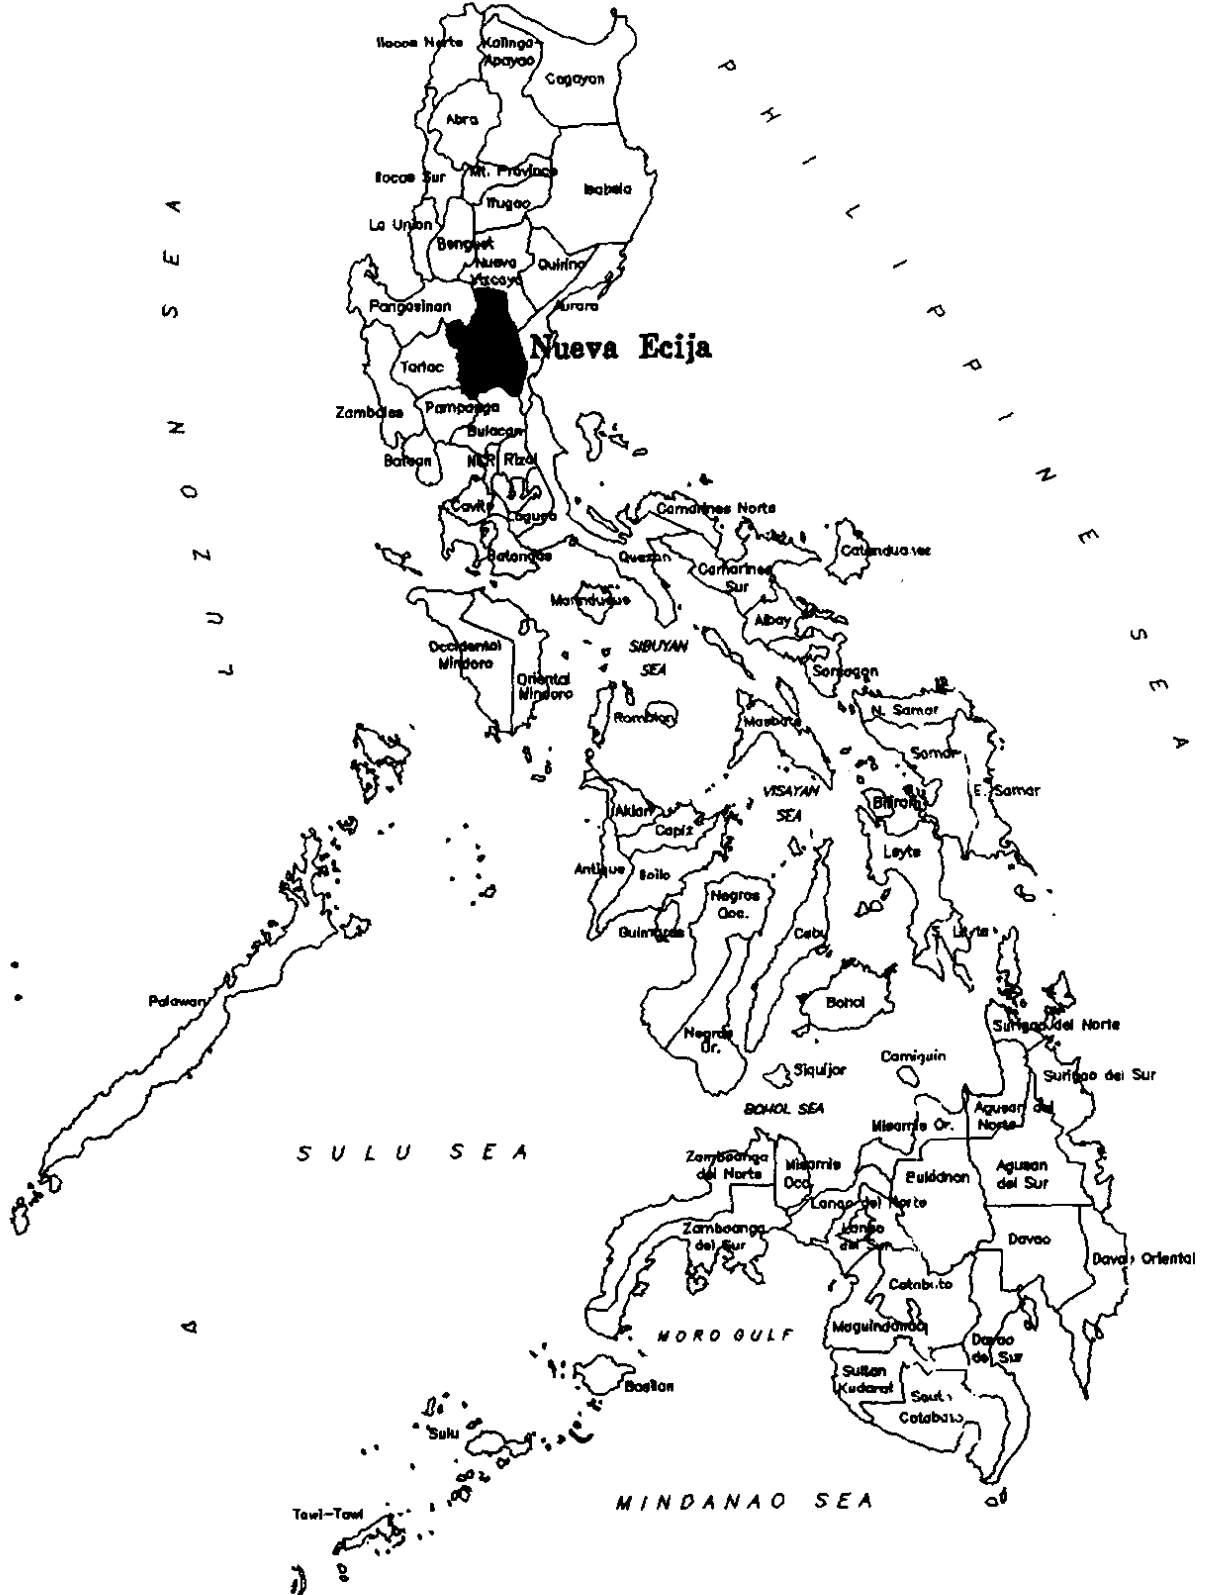 Ilocos Norte
Kalinga-
Apayao
Cagayan
Abra
Ilocos Sur
Mt. Province
Ifugao
Isabela
La Union
Benguet
Nueva
Vizcaya
Quirino
Pangasinan
Aurora
Nueva Ecija
Tarlac
Zambales
Pampanga
Bulacan
Bataan
NCR
Rizal
Cavite
Laguna
Batangas
Quezon
Camarines Norte
Camarines
Sur
Catanduanes
Albay
Sorsogon
Marinduque
Occidental
Mindoro
Oriental
Mindoro
SIBUYAN
SEA
Romblon
Masbate
N. Samar
Samar
E. Samar
VISAYAN
SEA
Biliran
Aklan
Capiz
Antique
Iloilo
Guimaras
Negros
Occ.
Cebu
Leyte
S. Leyte
Palawan
Negros
Or.
Bohol
Siquijor
Camiguin
Surigao del Norte
Surigao del Sur
BOHOL SEA
Misamis Or.
Agusan del
Norte
SULU SEA
Zamboanga
del Norte
Misamis
Occ.
Bukidnon
Agusan
del Sur
Lanao del Norte
Lanao
del Sur
Zamboanga
del Sur
Davao
Davao Oriental
Cotabato
Maguindanao
Davao
del Sur
MORO GULF
Sultan
Kudarat
South
Cotabato
Basilan
Sulu
Tawi-Tawi
MINDANAO SEA
LUZON SEA
PHILIPPINE SEA